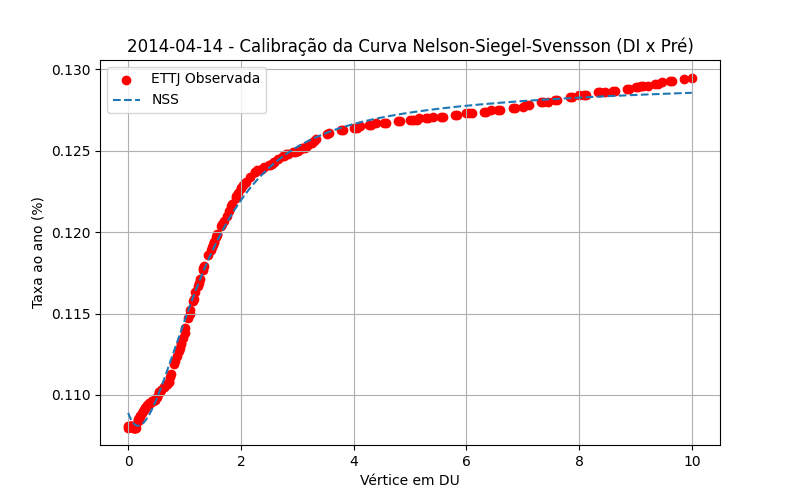 2014-04-14 - Calibração da Curva Nelson-Siegel-Svensson (DI x Pré)
ETTJ Observada
NSS
Taxa ao ano (%)
0.130
0.125
0.120
0.115
0.110
0 2 4 6 8 10
Vértice em DU